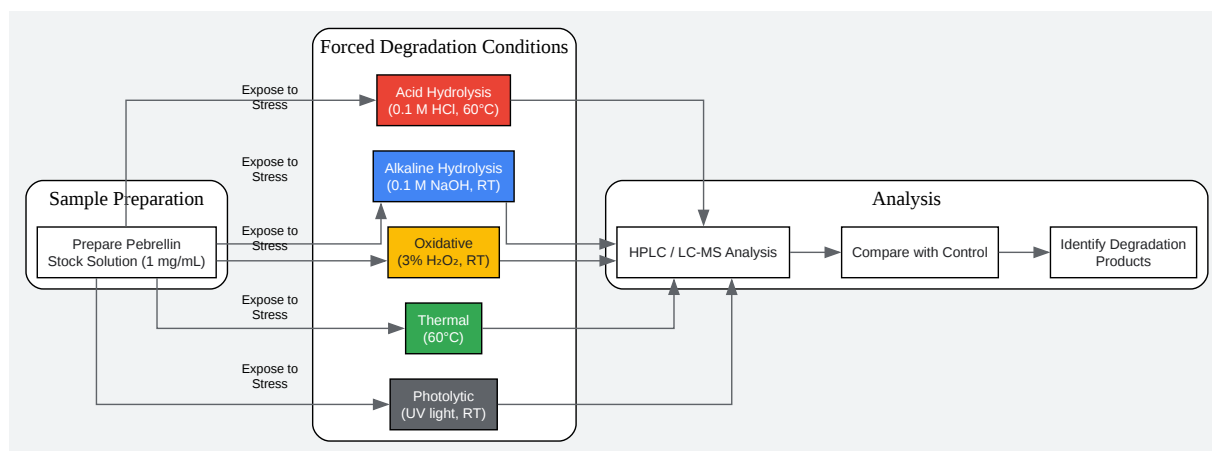 Sample Preparation
Prepare Pebrellin
Stock Solution (1 mg/mL)
Expose to
Stress
Expose to
Stress
Expose to
Stress
Expose to
Stress
Expose to
Stress
Forced Degradation Conditions
Acid Hydrolysis
(0.1 M HCl, 60°C)
Alkaline Hydrolysis
(0.1 M NaOH, RT)
Oxidative
(3% H₂O₂, RT)
Thermal
(60°C)
Photolytic
(UV light, RT)
Analysis
HPLC / LC-MS Analysis
Compare with Control
Identify Degradation
Products